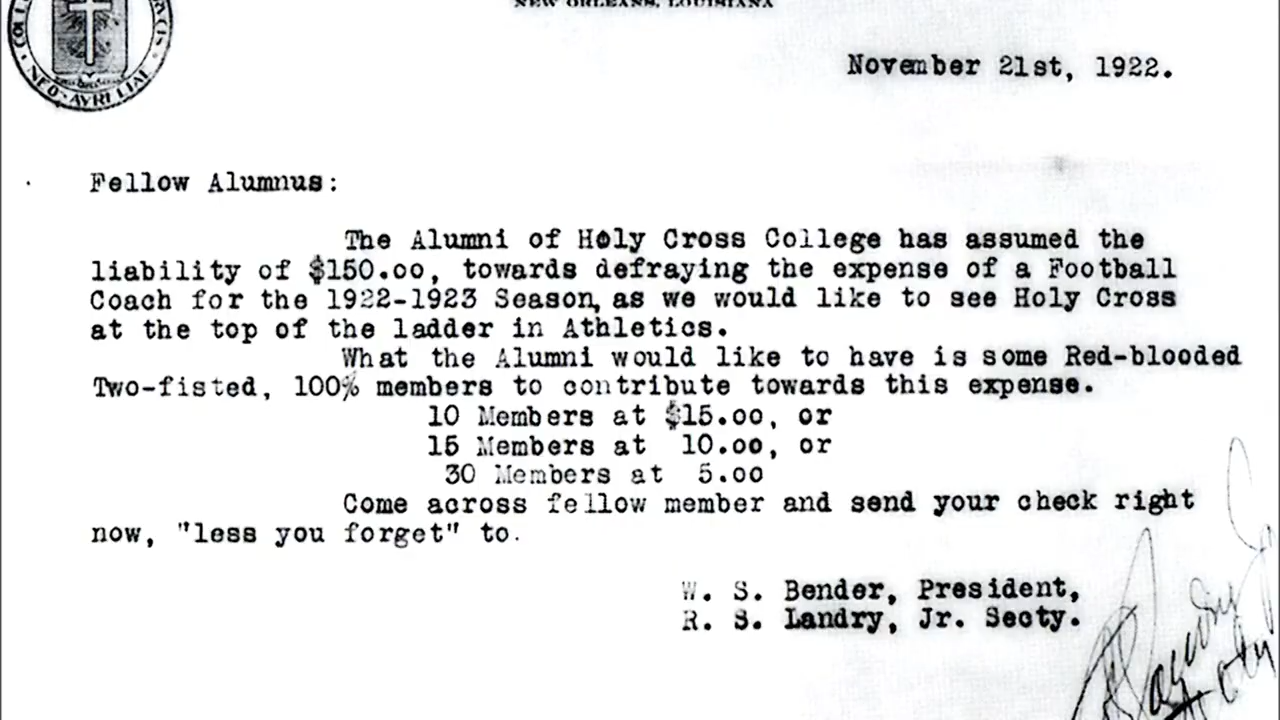 NEW ORLEANS, LOUISIANA
NEO-AVRELIAE
November 21st, 1922.
Fellow Alumnus:
The Alumni of Holy Cross College has assumed the
liability of $150.oo, towards defraying the expense of a Football
Coach for the 1922-1923 Season, as we would like to see Holy Cross
at the top of the ladder in Athletics.
What the Alumni would like to have is some Red-blooded
Two-fisted, 100% members to contribute towards this expense.
10 Members at $15.oo, or
15 Members at 10.oo, or
30 Members at 5.oo
Come across fellow member and send your check right
now, "less you forget" to.
W. S. Bender, President,
R. S. Landry, Jr. Secty.